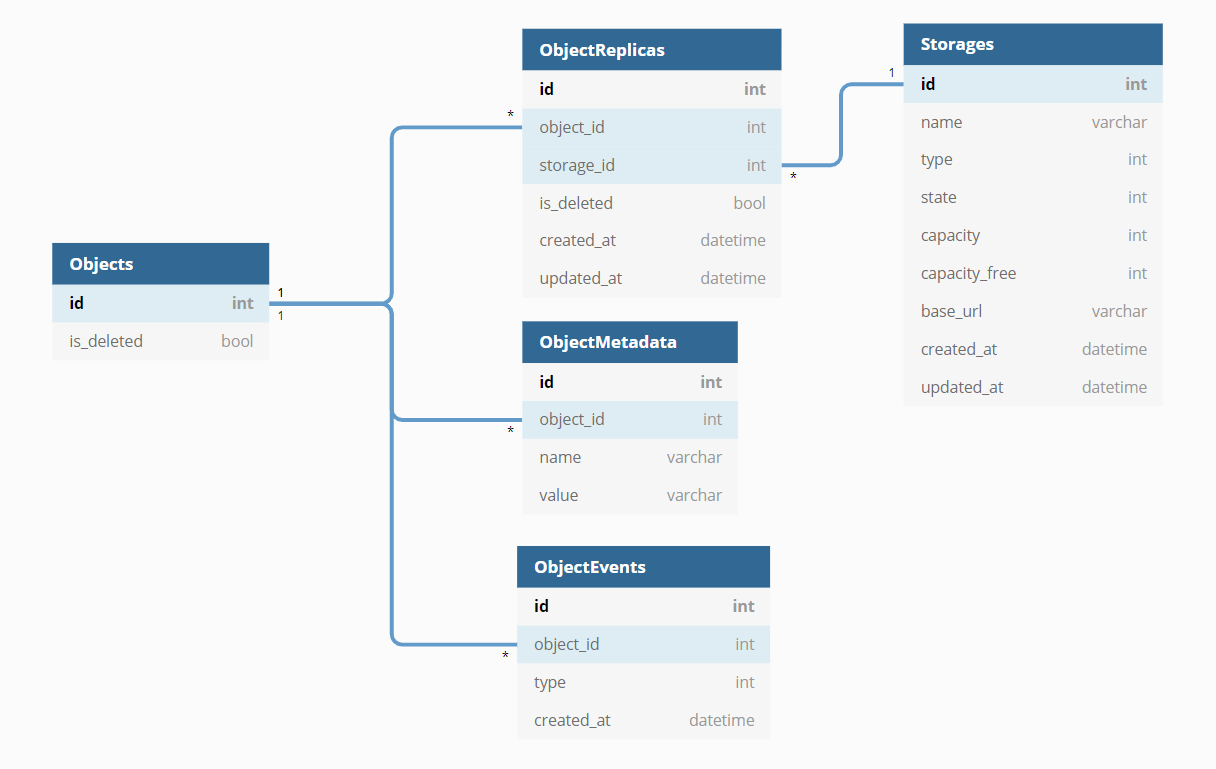 Objects
id int
is_deleted bool
1
1
ObjectReplicas
id int
* object_id int
storage_id int *
is_deleted bool
created_at datetime
updated_at datetime
ObjectMetadata
id int
object_id int
*
name varchar
value varchar
ObjectEvents
id int
object_id int
*
type int
created_at datetime
Storages
1
id int
name varchar
type int
state int
capacity int
capacity_free int
base_url varchar
created_at datetime
updated_at datetime